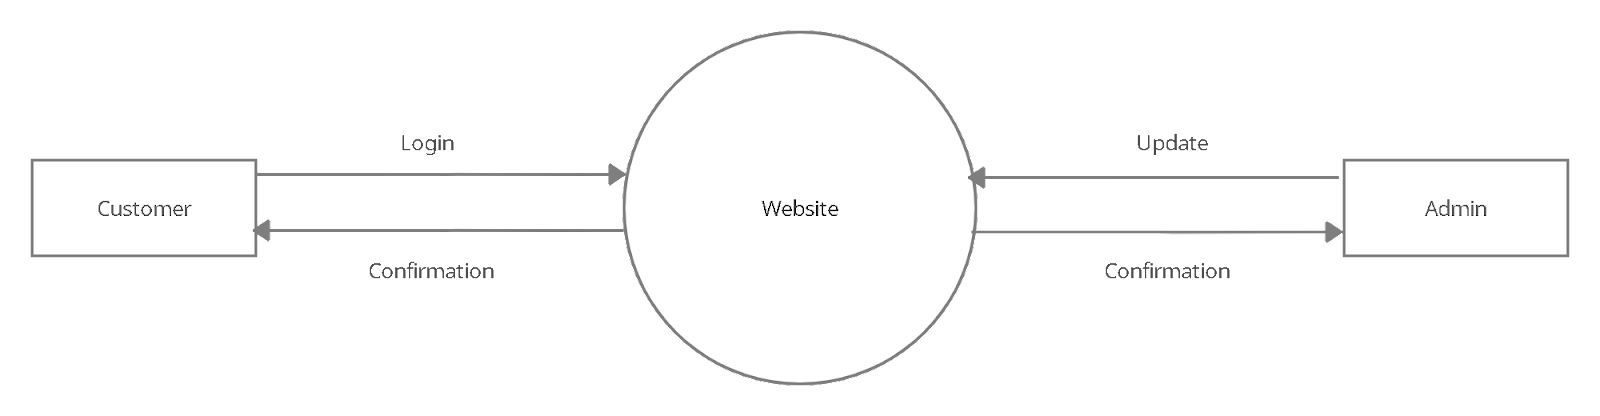 Login
Update
Customer
Website
Admin
Confirmation
Confirmation